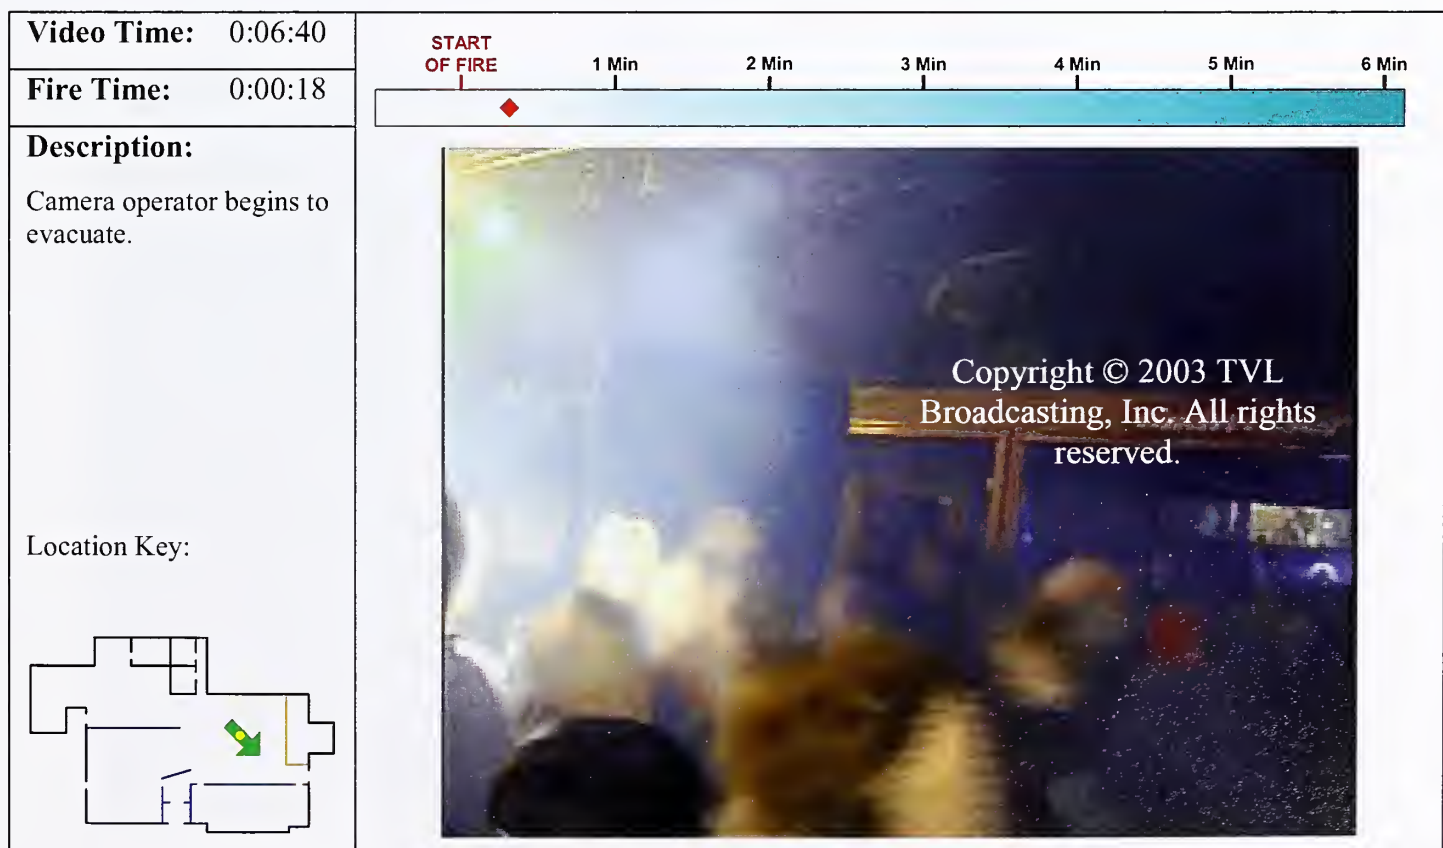 Video Time: 0:06:40
Fire Time: 0:00:18
Description:
Camera operator begins to
evacuate.
Location Key:
START
OF FIRE
1 Min 2 Min 3 Min 4 Min 5 Min 6 Min
Copyright © 2003 TVL
Broadcasting, Inc. All rights
reserved.